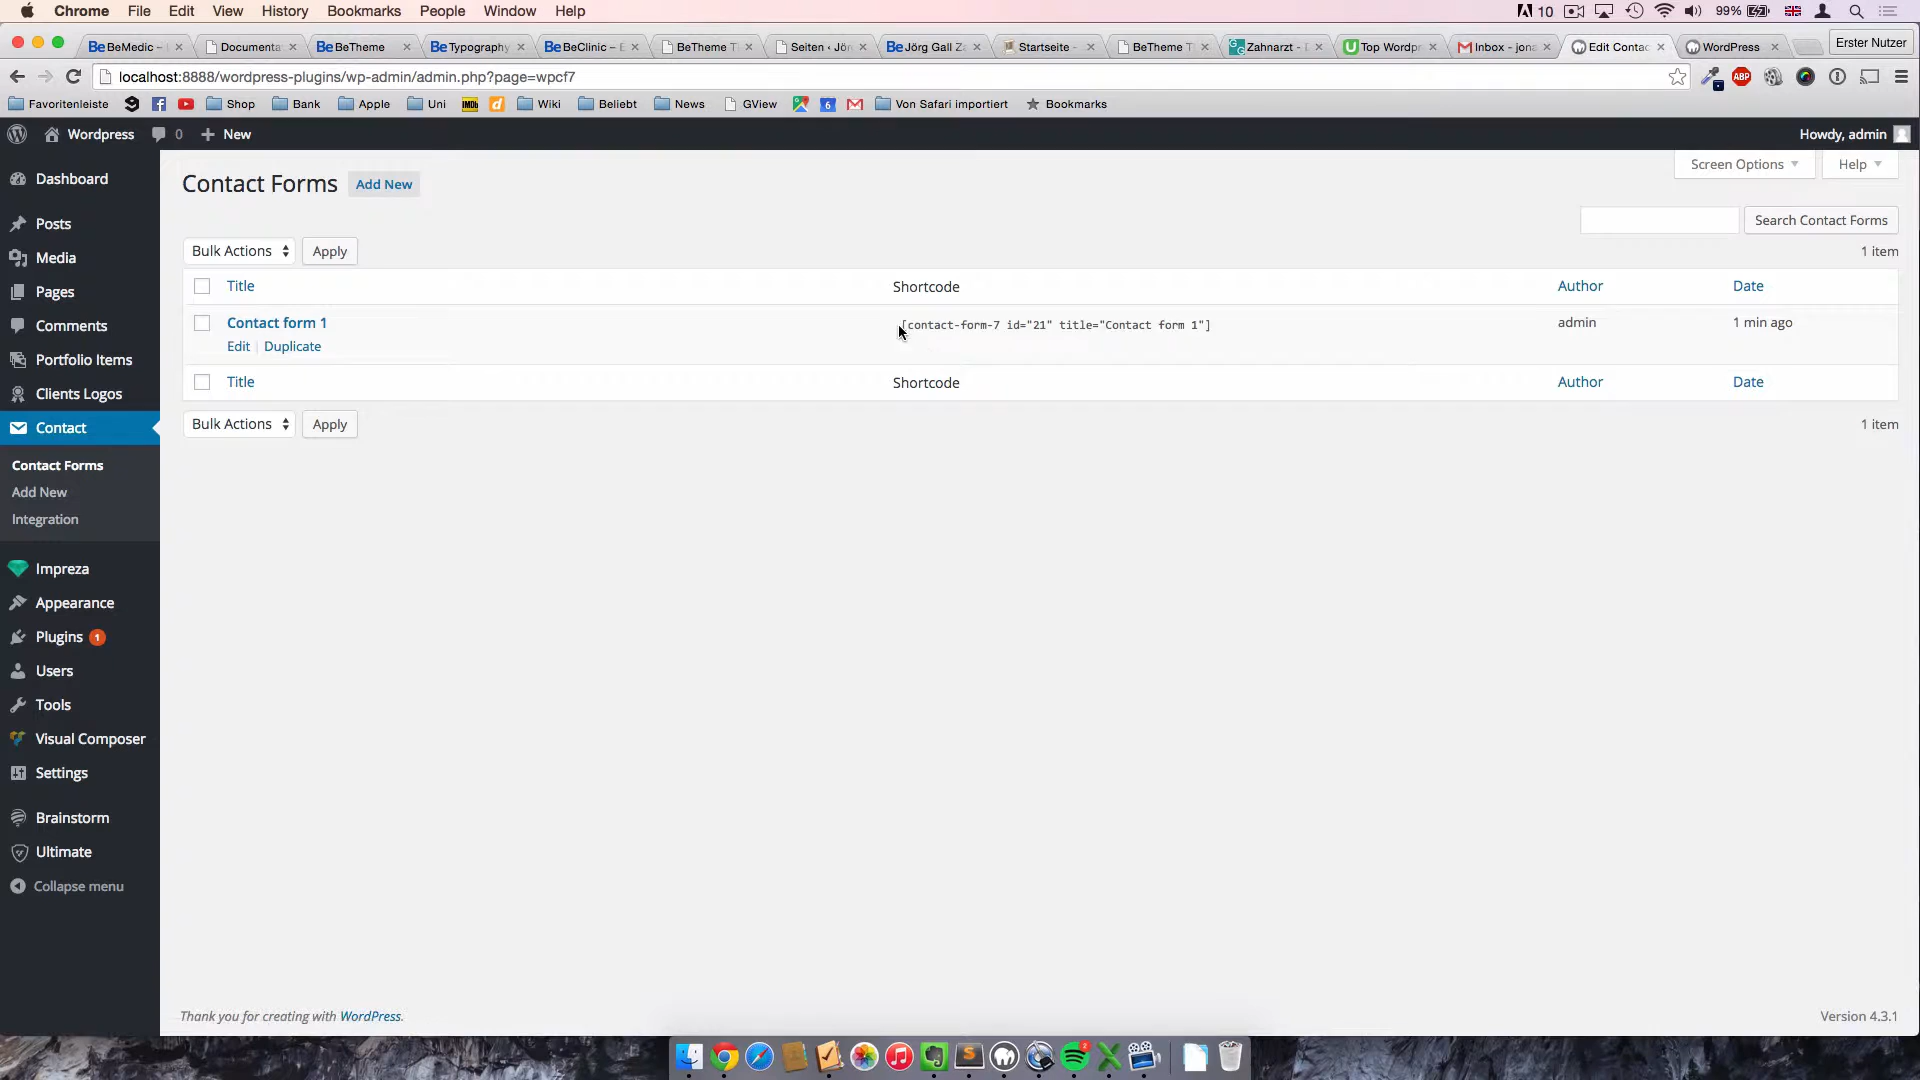 Chrome File Edit View History Bookmarks People Window Help 10 99%
BeMedic – Documenta BeTheme Typography BeClinic – E BeTheme T Seiten ‹ Jör Jörg Gall Za Startseite - BeTheme T Zahnarzt - Top Wordpr Inbox - jona Edit Contac WordPress Erster Nutzer
localhost:8888/wordpress-plugins/wp-admin/admin.php?page=wpcf7 ABP
Favoritenleiste Shop Bank Apple Uni IMDb d Wiki Beliebt News GView 6 Von Safari importiert Bookmarks
Wordpress 0 New Howdy, admin
Screen Options Help
Contact Forms Add New
Search Contact Forms
Bulk Actions Apply 1 item
Title Shortcode Author Date
Contact form 1 [contact-form-7 id="21" title="Contact form 1"] admin 1 min ago
Edit | Duplicate
Title Shortcode Author Date
Bulk Actions Apply 1 item
Dashboard
Posts
Media
Pages
Comments
Portfolio Items
Clients Logos
Contact
Contact Forms
Add New
Integration
Impreza
Appearance
Plugins 1
Users
Tools
Visual Composer
Settings
Brainstorm
Ultimate
Collapse menu
Thank you for creating with WordPress. Version 4.3.1
2